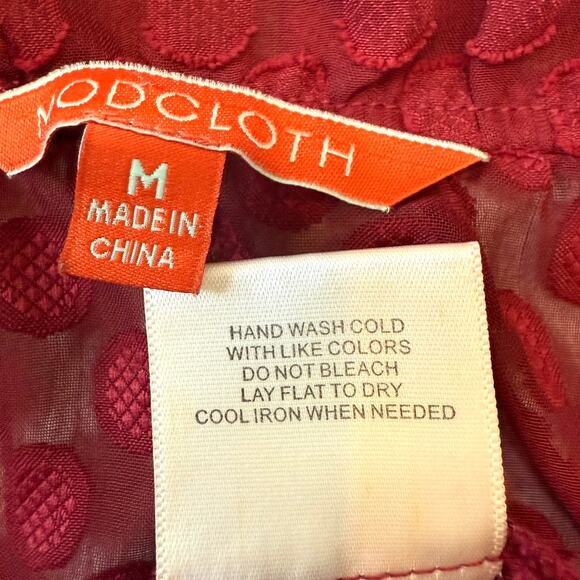 MODCLOTH
M
MADE IN
CHINA
HAND WASH COLD
WITH LIKE COLORS
DO NOT BLEACH
LAY FLAT TO DRY
COOL IRON WHEN NEEDED